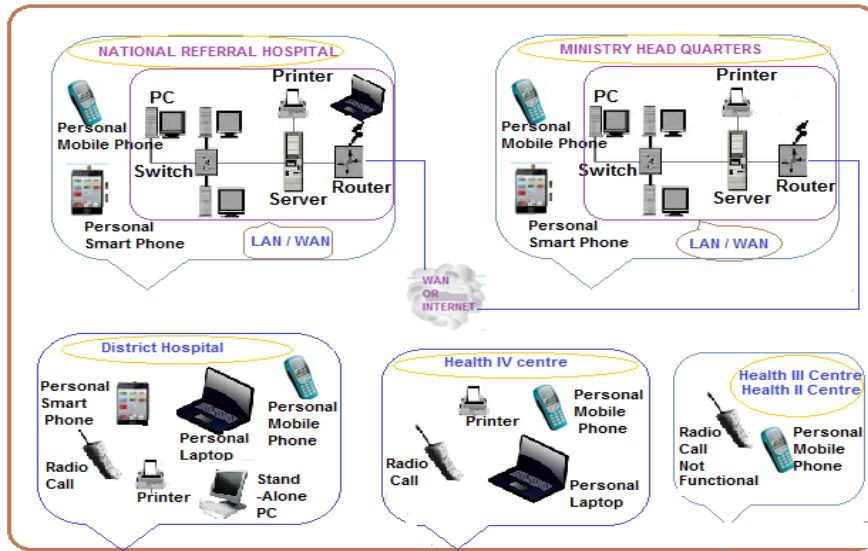 NATIONAL REFERRAL HOSPITAL
Printer
PC
Personal
Mobile Phone
Switch
Server
Router
Personal
Smart Phone
LAN / WAN
MINISTRY HEAD QUARTERS
Printer
PC
Personal
Mobile Phone
Switch
Server
Router
Personal
Smart Phone
LAN / WAN
WAN
OR
INTERNET
District Hospital
Personal
Smart
Phone
Personal
Laptop
Personal
Mobile
Phone
Radio
Call
Printer
Stand
-Alone
PC
Health IV centre
Printer
Personal
Mobile
Phone
Radio
Call
Personal
Laptop
Health III Centre
Health II Centre
Radio
Call
Not
Functional
Personal
Mobile
Phone